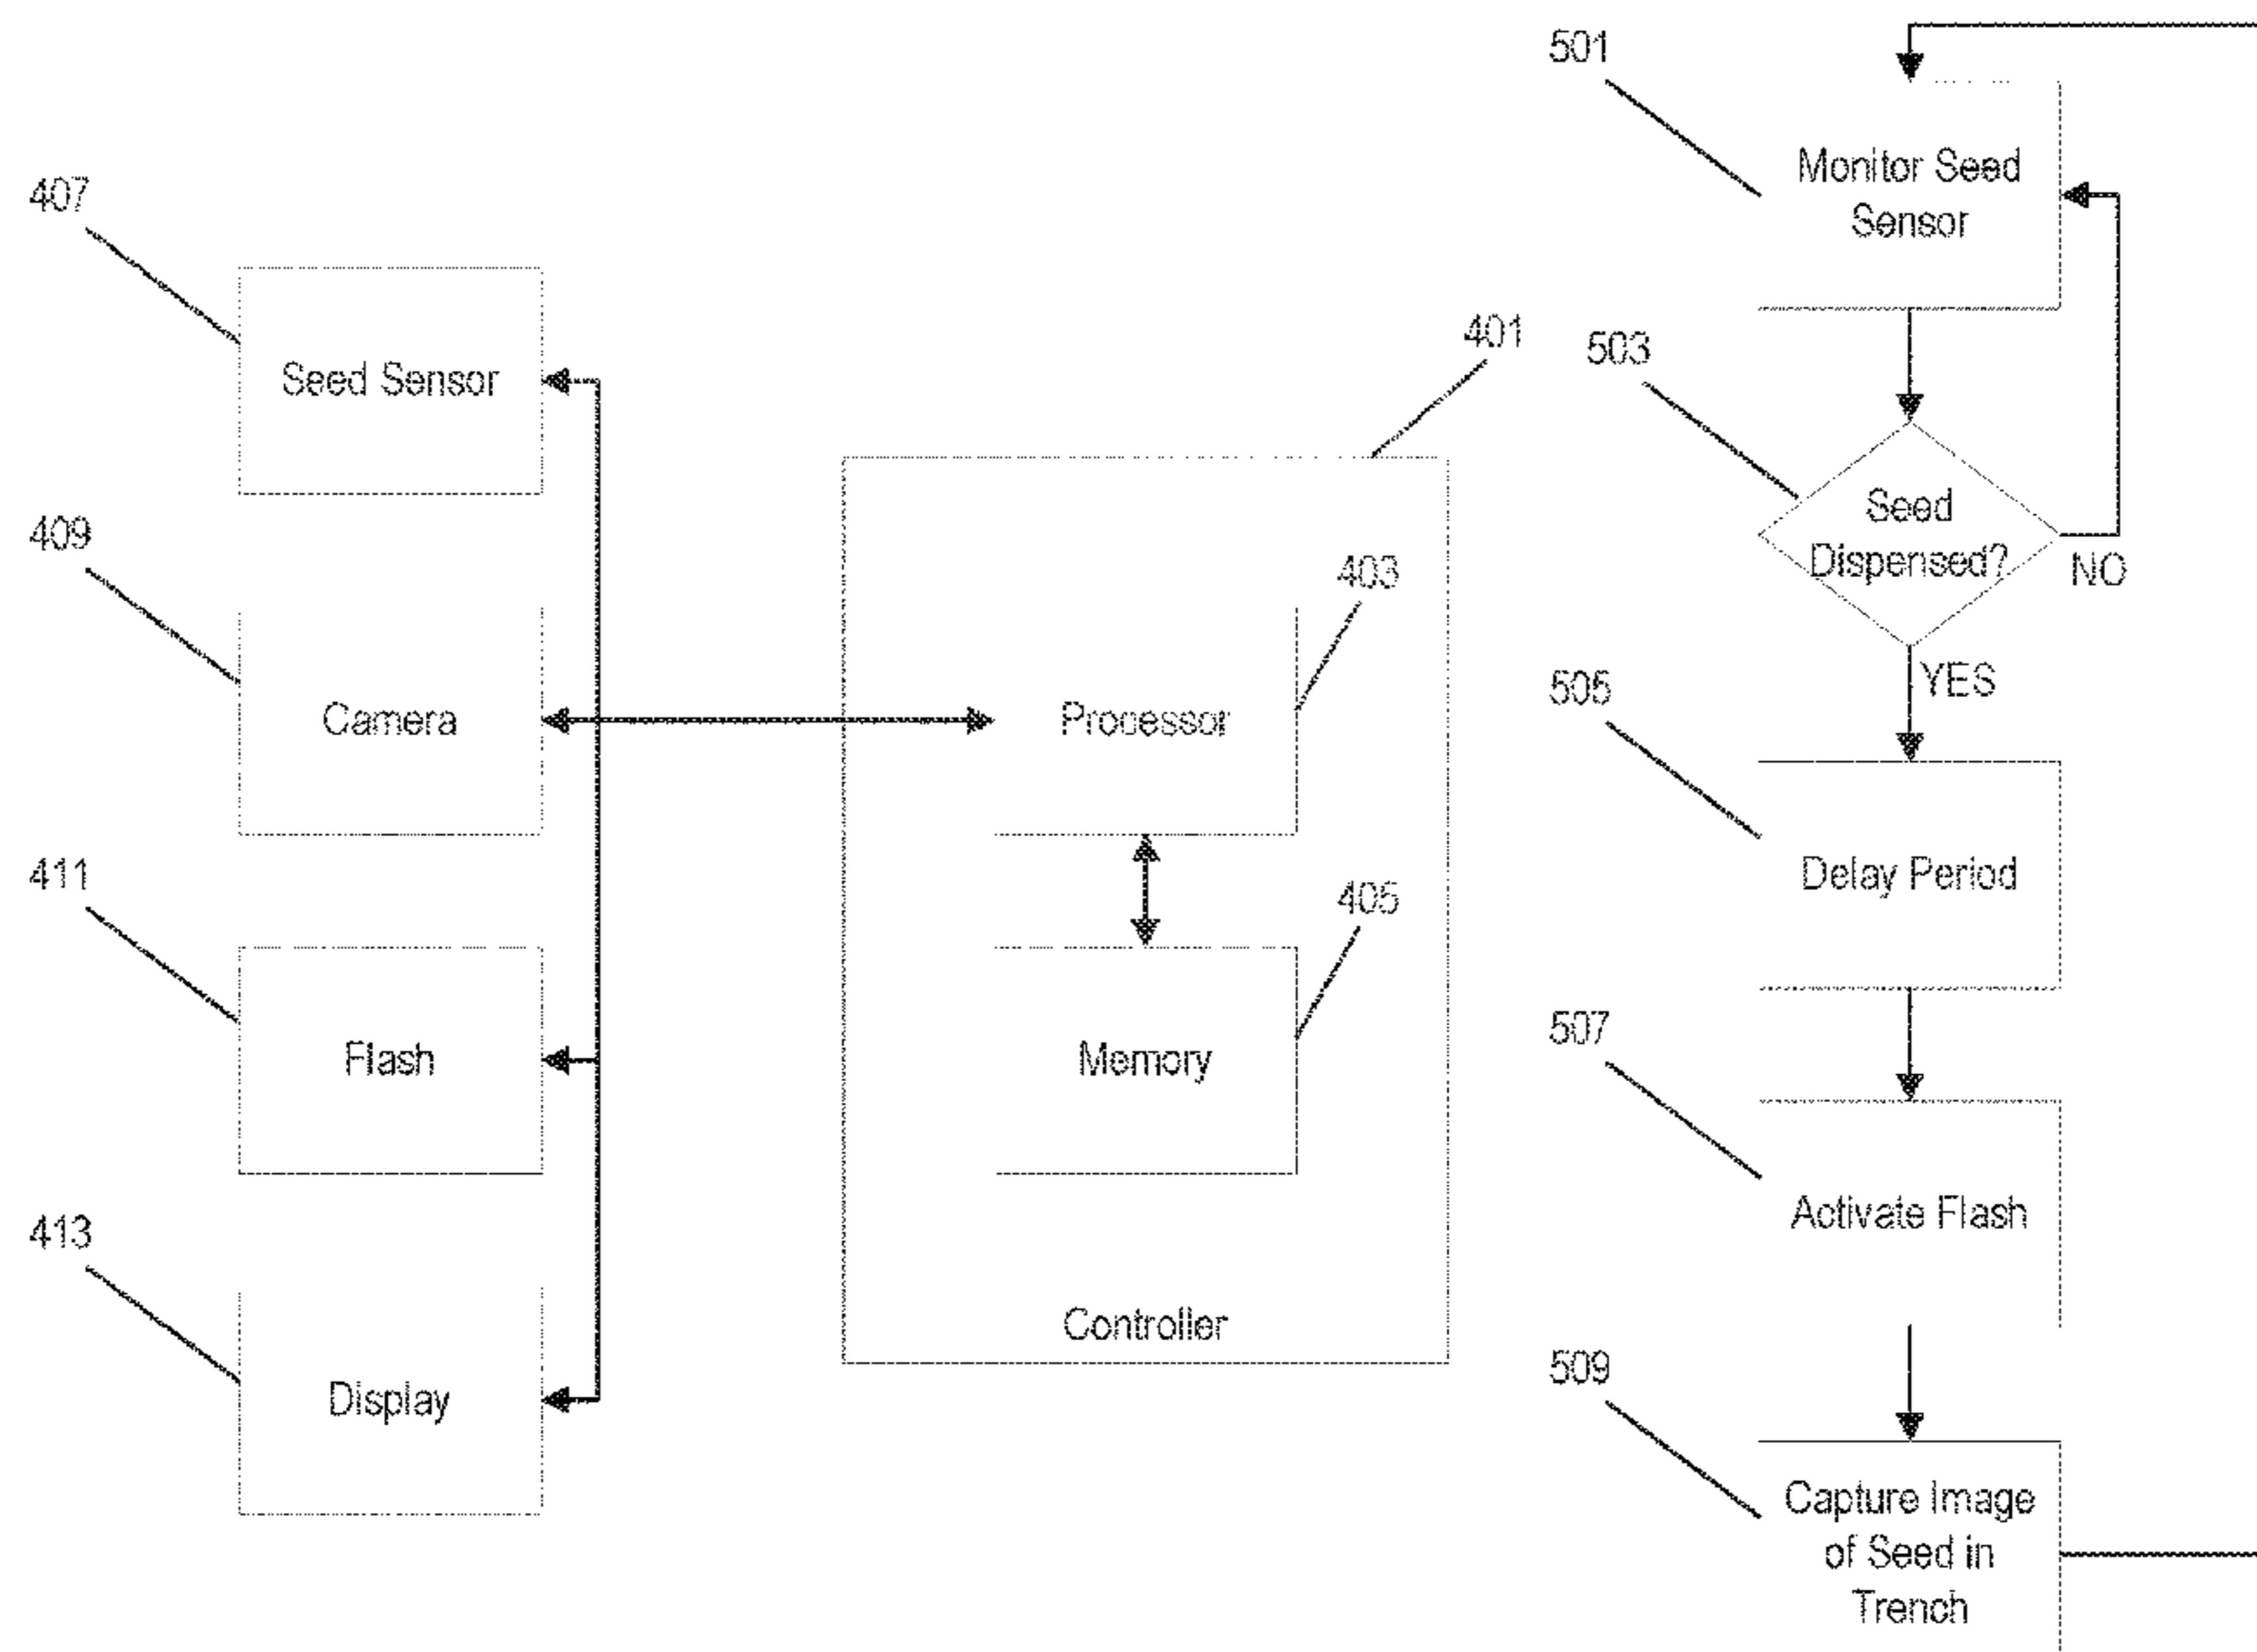 407
Seed Sensor
409
Camera
411
Flash
413
Display
401
403
Processor
405
Memory
Controller
501
Monitor Seed
Sensor
503
Seed
Dispensed?
NO
YES
505
Delay Period
507
Activate Flash
509
Capture Image
of Seed in
Trench